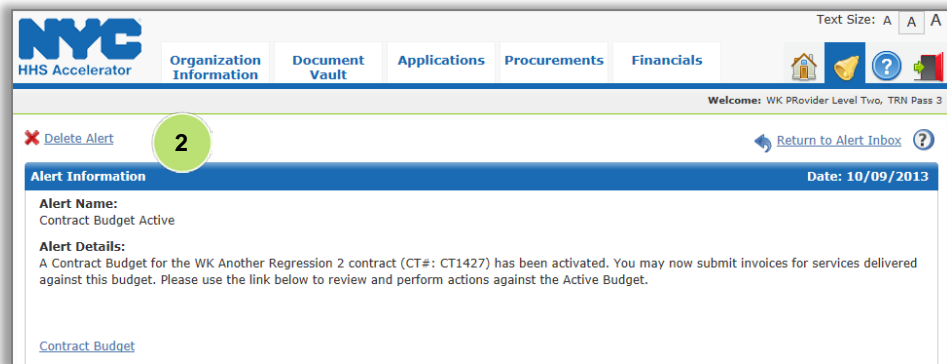 Text Size: A A A
NYC
HHS Accelerator
Organization Information
Document Vault
Applications
Procurements
Financials
?
Welcome: WK PRovider Level Two, TRN Pass 3
Delete Alert
2
Return to Alert Inbox
?
Alert Information
Date: 10/09/2013
Alert Name:
Contract Budget Active
Alert Details:
A Contract Budget for the WK Another Regression 2 contract (CT#: CT1427) has been activated. You may now submit invoices for services delivered
against this budget. Please use the link below to review and perform actions against the Active Budget.
Contract Budget